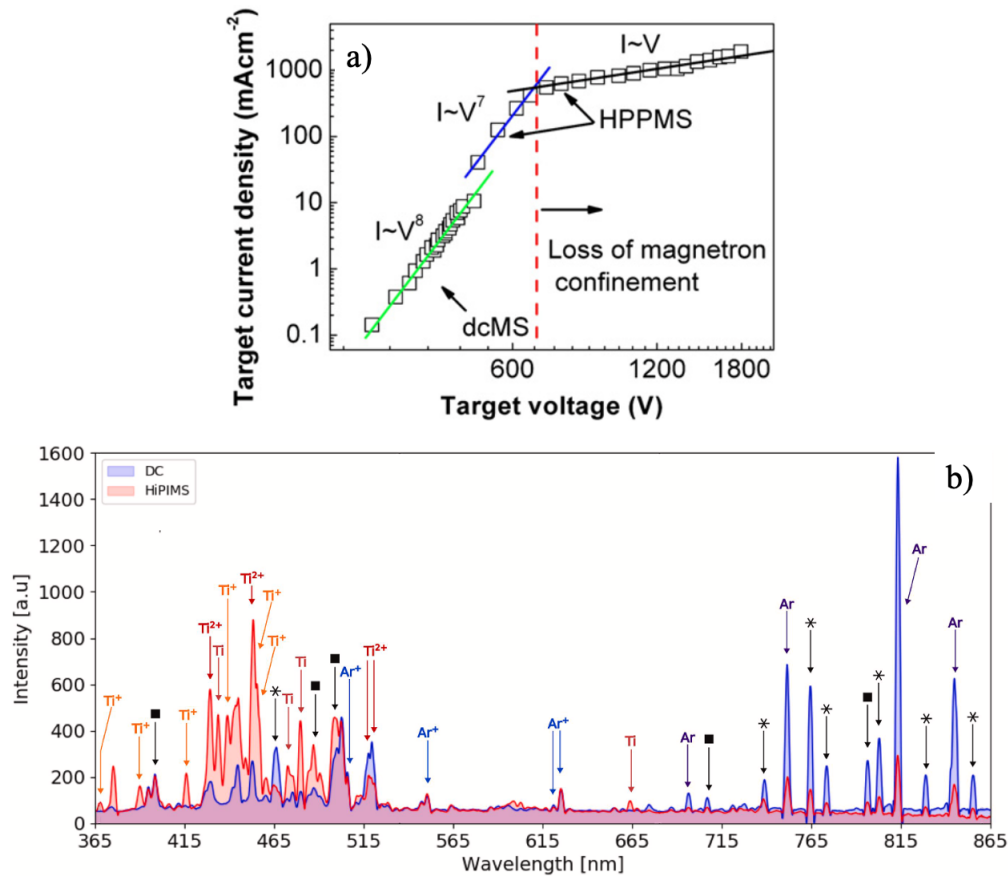 a)
I~V
I~V⁷
HPPMS
I~V⁸
Loss of magnetron
confinement
dcMS
1000
100
10
1
0.1
600
1200
1800
Target current density (mAcm⁻²)
Target voltage (V)
b)
DC
HiPIMS
1600
1400
1200
1000
800
600
400
200
0
Intensity [a.u]
Ti⁺
Ti⁺
Ti⁺
Ti²⁺
Ti
Ti⁺
Ti²⁺
Ti⁺
Ti⁺
Ti
Ti
Ar⁺
Ti²⁺
Ar⁺
Ar⁺
Ti
Ar
Ar
Ar
Ar
365
415
465
515
565
615
665
715
765
815
865
Wavelength [nm]